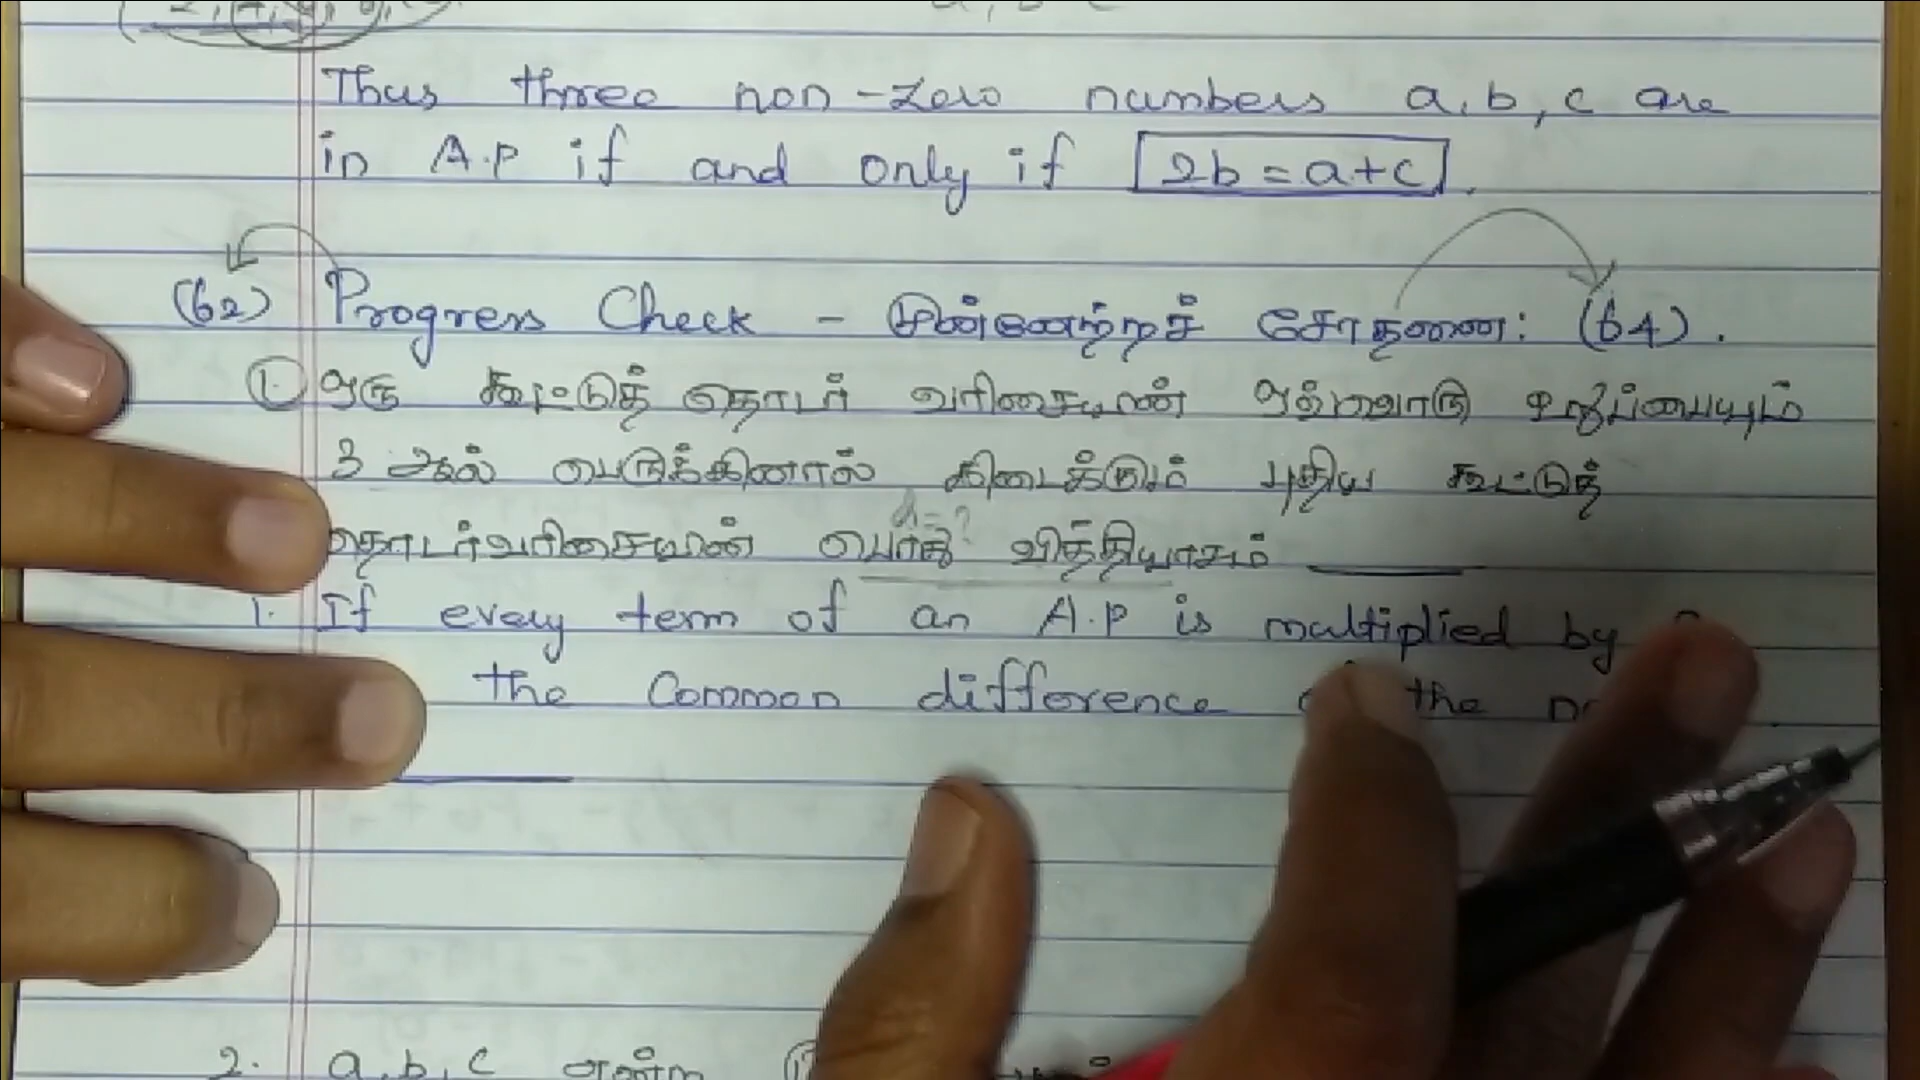 Thus three non-zero numbers a, b, c are
in A.P if and only if 2b = a+c.
(62) Progress Check - முன்னேற்றச் சோதனை: (64).
1. ஒரு கூட்டுத் தொடர் வரிசையின் ஒவ்வொரு உறுப்பையும்
3 ஆல் பெருக்கினால் கிடைக்கும் புதிய கூட்டுத்
d=?
தொடர்வரிசையின் பொது வித்தியாசம் ____
1. If every term of an A.P is multiplied by
the Common difference the
2. a, b, c என்ற